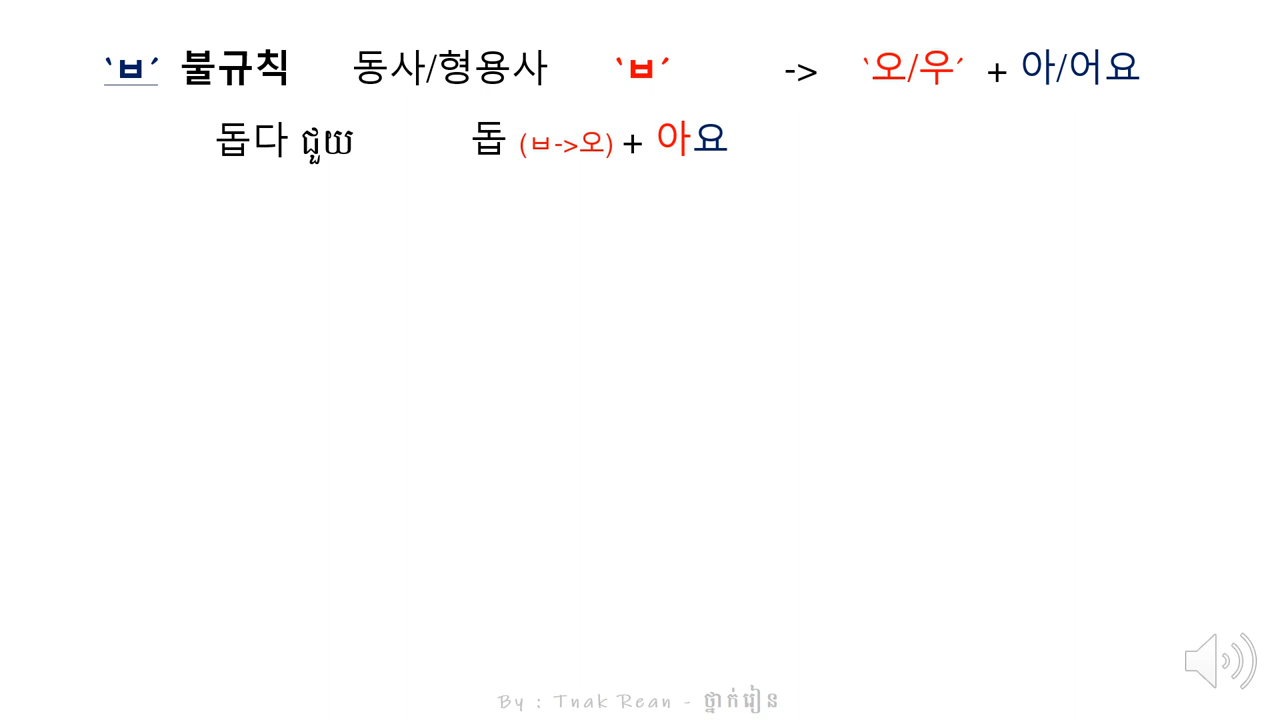 ‘ㅂ’ 불규칙 동사/형용사 ‘ㅂ’ -> ‘오/우’ + 아/어요
돕다 ជួយ 돕 (ㅂ->오) + 아요
By : Tnak Rean - ថ្នាក់រៀន